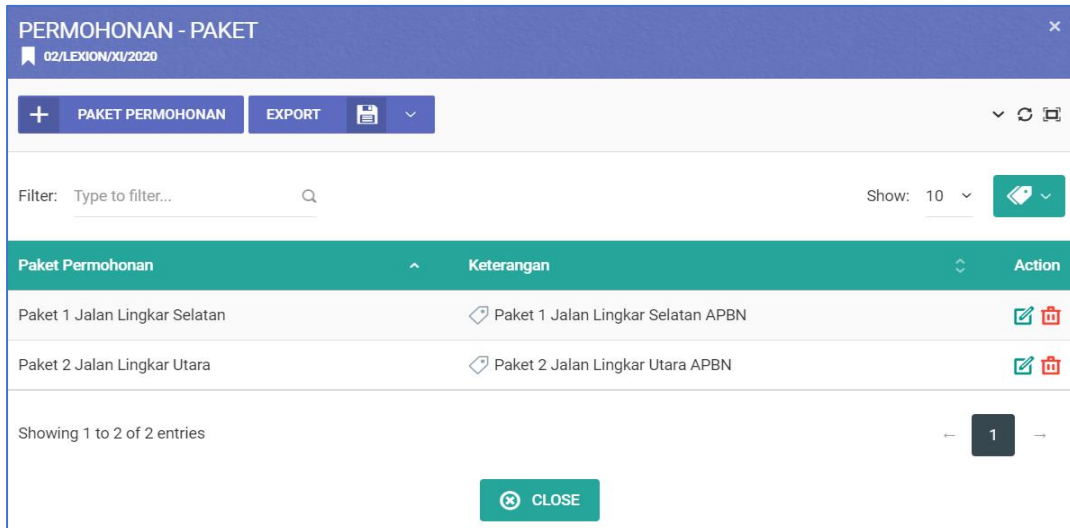 PERMOHONAN - PAKET
02/LEXION/XI/2020
PAKET PERMOHONAN EXPORT
Filter: Type to filter... Show: 10
Paket Permohonan Keterangan Action
Paket 1 Jalan Lingkar Selatan Paket 1 Jalan Lingkar Selatan APBN
Paket 2 Jalan Lingkar Utara Paket 2 Jalan Lingkar Utara APBN
Showing 1 to 2 of 2 entries ← 1 →
CLOSE